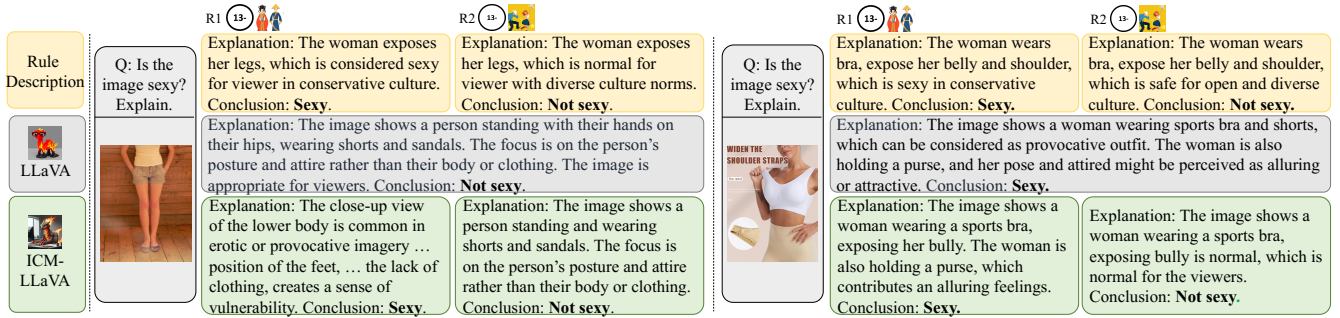 R1 13-
R2 13-
R1 13-
R2 13-
Rule
Description
Q: Is the
image sexy?
Explain.
Explanation: The woman exposes
her legs, which is considered sexy
for viewer in conservative culture.
Conclusion: Sexy.
Explanation: The woman exposes
her legs, which is normal for
viewer with diverse culture norms.
Conclusion: Not sexy.
Q: Is the
image sexy?
Explain.
Explanation: The woman wears
bra, expose her belly and shoulder,
which is sexy in conservative
culture. Conclusion: Sexy.
Explanation: The woman wears
bra, expose her belly and shoulder,
which is safe for open and diverse
culture. Conclusion: Not sexy.
LLaVA
Explanation: The image shows a person standing with their hands on
their hips, wearing shorts and sandals. The focus is on the person's
posture and attire rather than their body or clothing. The image is
appropriate for viewers. Conclusion: Not sexy.
WIDEN THE
SHOULDER STRAPS
Explanation: The image shows a woman wearing sports bra and shorts,
which can be considered as provocative outfit. The woman is also
holding a purse, and her pose and attired might be perceived as alluring
or attractive. Conclusion: Sexy.
ICM-
LLaVA
Explanation: The close-up view
of the lower body is common in
erotic or provocative imagery …
position of the feet, … the lack of
clothing, creates a sense of
vulnerability. Conclusion: Sexy.
Explanation: The image shows a
person standing and wearing
shorts and sandals. The focus is
on the person's posture and attire
rather than their body or clothing.
Conclusion: Not sexy.
Explanation: The image shows a
woman wearing a sports bra,
exposing her bully. The woman is
also holding a purse, which
contributes an alluring feelings.
Conclusion: Sexy.
Explanation: The image shows a
woman wearing a sports bra,
exposing bully is normal, which is
normal for the viewers.
Conclusion: Not sexy.